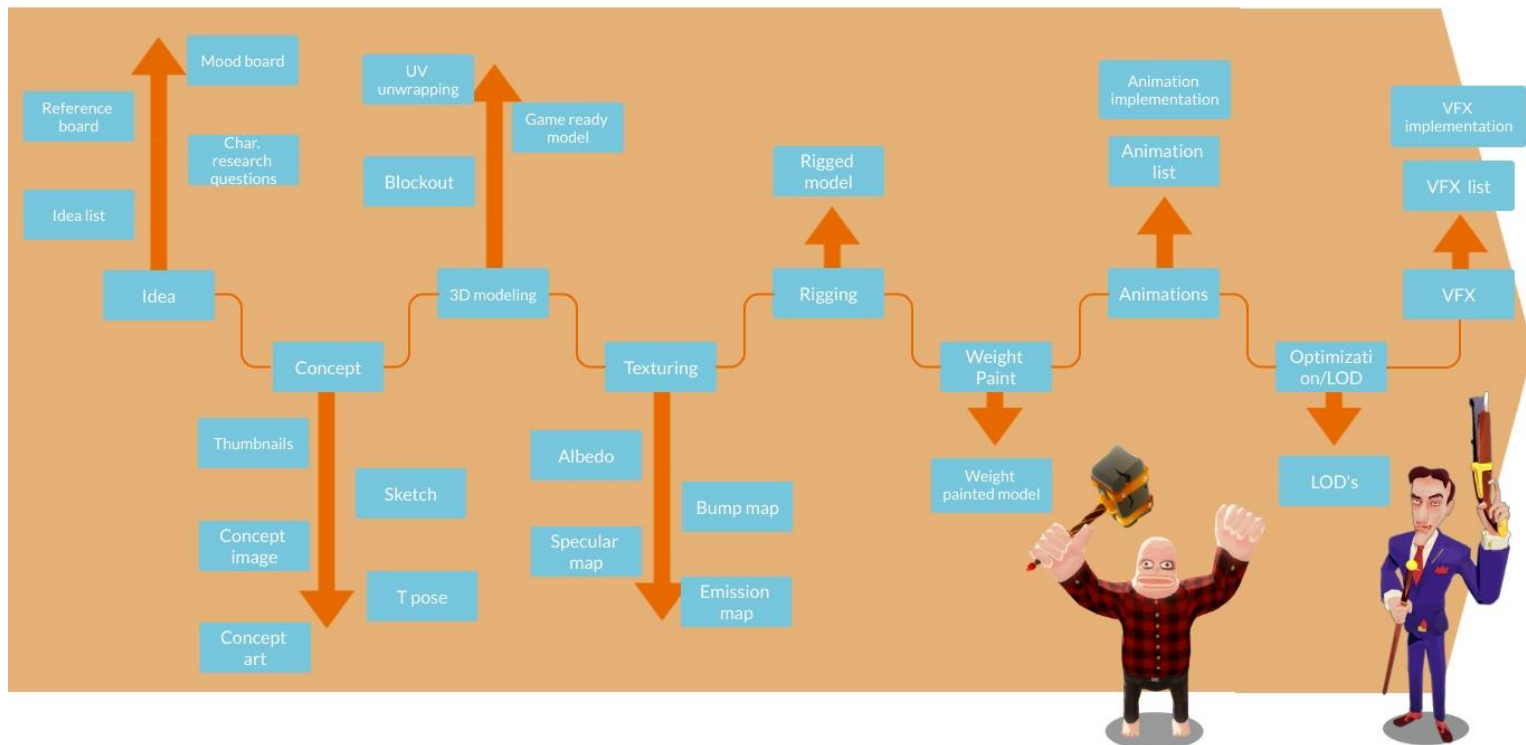 Mood board
UV
unwrapping
Animation
implementation
Reference
board
Game ready
model
VFX
implementation
Char.
research
questions
Blockout
Rigged
model
Animation
list
VFX list
Idea list
Idea
3D modeling
Rigging
Animations
VFX
Concept
Texturing
Weight
Paint
Optimizati
on/LOD
Thumbnails
Albedo
Sketch
Weight
painted model
LOD's
Bump map
Concept
image
Specular
map
T pose
Emission
map
Concept
art